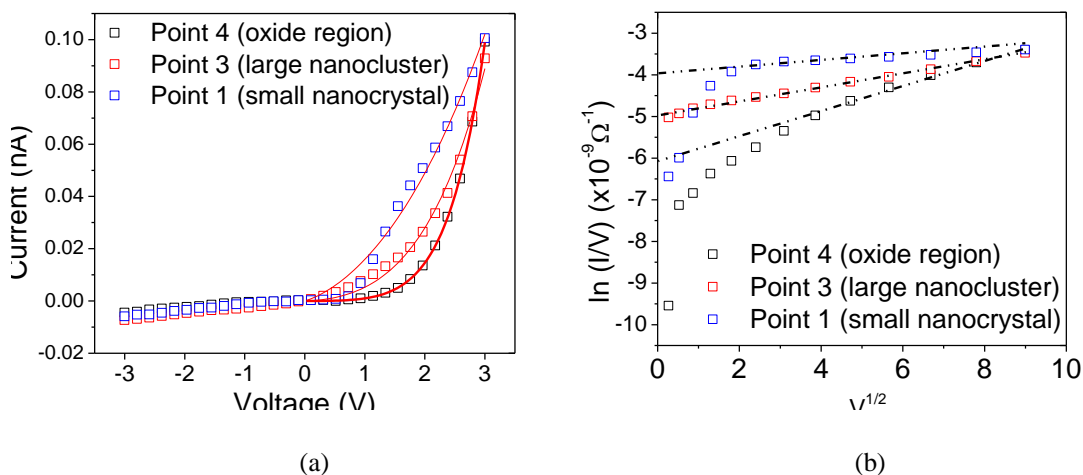 0.10
0.08
0.06
0.04
0.02
0.00
-0.02
Current (nA)
Point 4 (oxide region)
Point 3 (large nanocluster)
Point 1 (small nanocrystal)
-3 -2 -1 0 1 2 3
Voltage (V)
(a)
-3
-4
-5
-6
-7
-8
-9
-10
ln (I/V) (x10⁻⁹Ω⁻¹)
Point 4 (oxide region)
Point 3 (large nanocluster)
Point 1 (small nanocrystal)
0 2 4 6 8 10
V¹/²
(b)